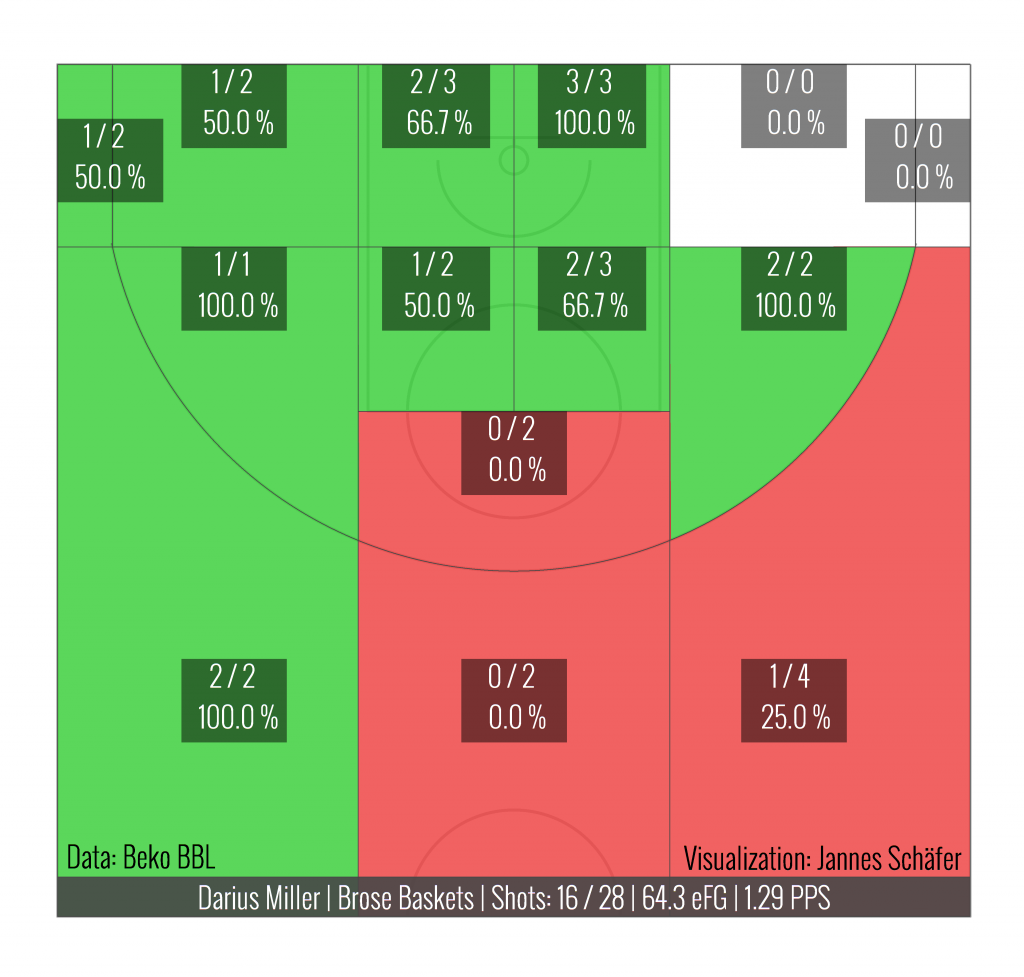 1 / 2
50.0 %
2 / 3
66.7 %
3 / 3
100.0 %
0 / 0
0.0 %
1 / 2
50.0 %
0 / 0
0.0 %
1 / 1
100.0 %
1 / 2
50.0 %
2 / 3
66.7 %
2 / 2
100.0 %
0 / 2
0.0 %
2 / 2
100.0 %
0 / 2
0.0 %
1 / 4
25.0 %
Data: Beko BBL
Visualization: Jannes Schäfer
Darius Miller | Brose Baskets | Shots: 16 / 28 | 64.3 eFG | 1.29 PPS